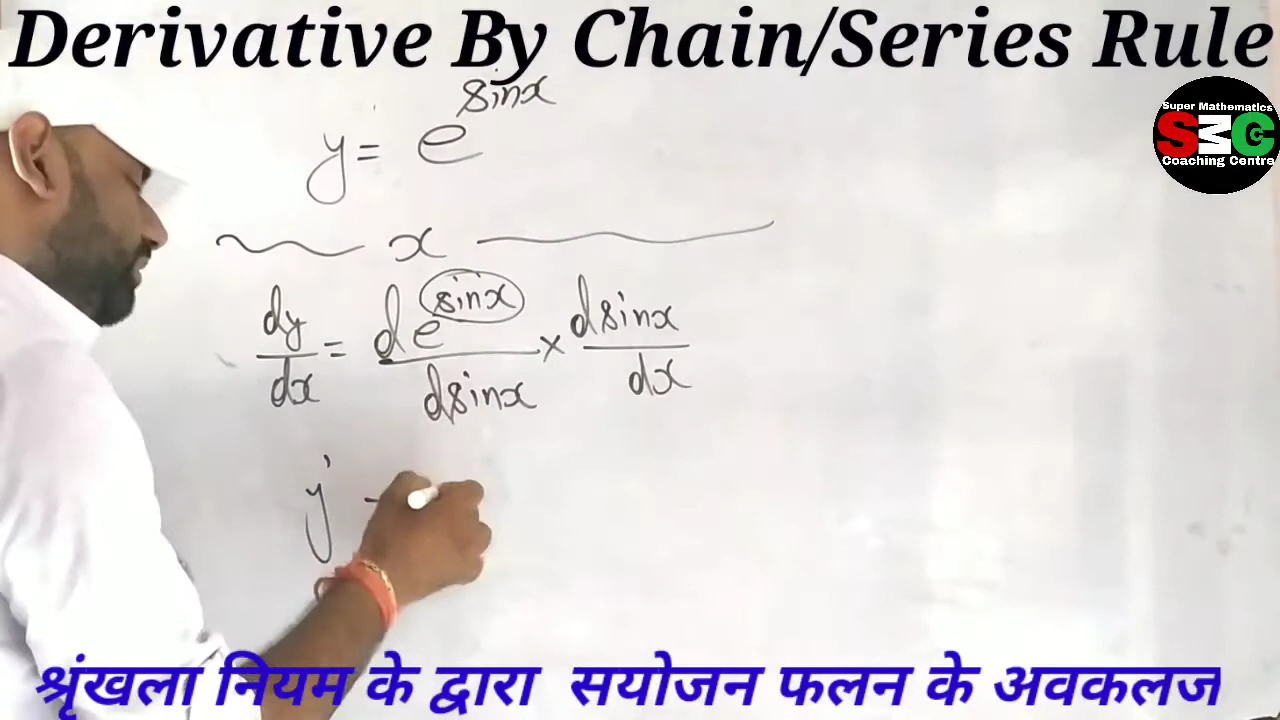 Derivative By Chain/Series Rule
Super Mathematics
SMC C
Coaching Centre
y = e^sinx
x
dy/dx = de^sinx/dsinx × dsinx/dx
y'
श्रृंखला नियम के द्वारा सयोजन फलन के अवकलज